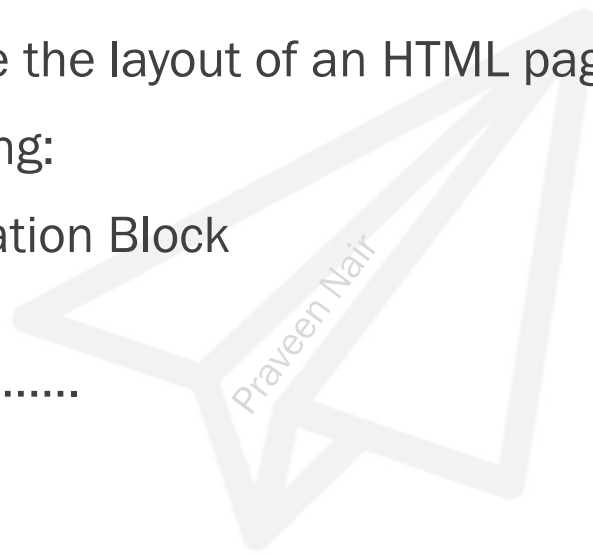 e the layout of an HTML pag
ng:
ation Block
.......
Praveen Nair